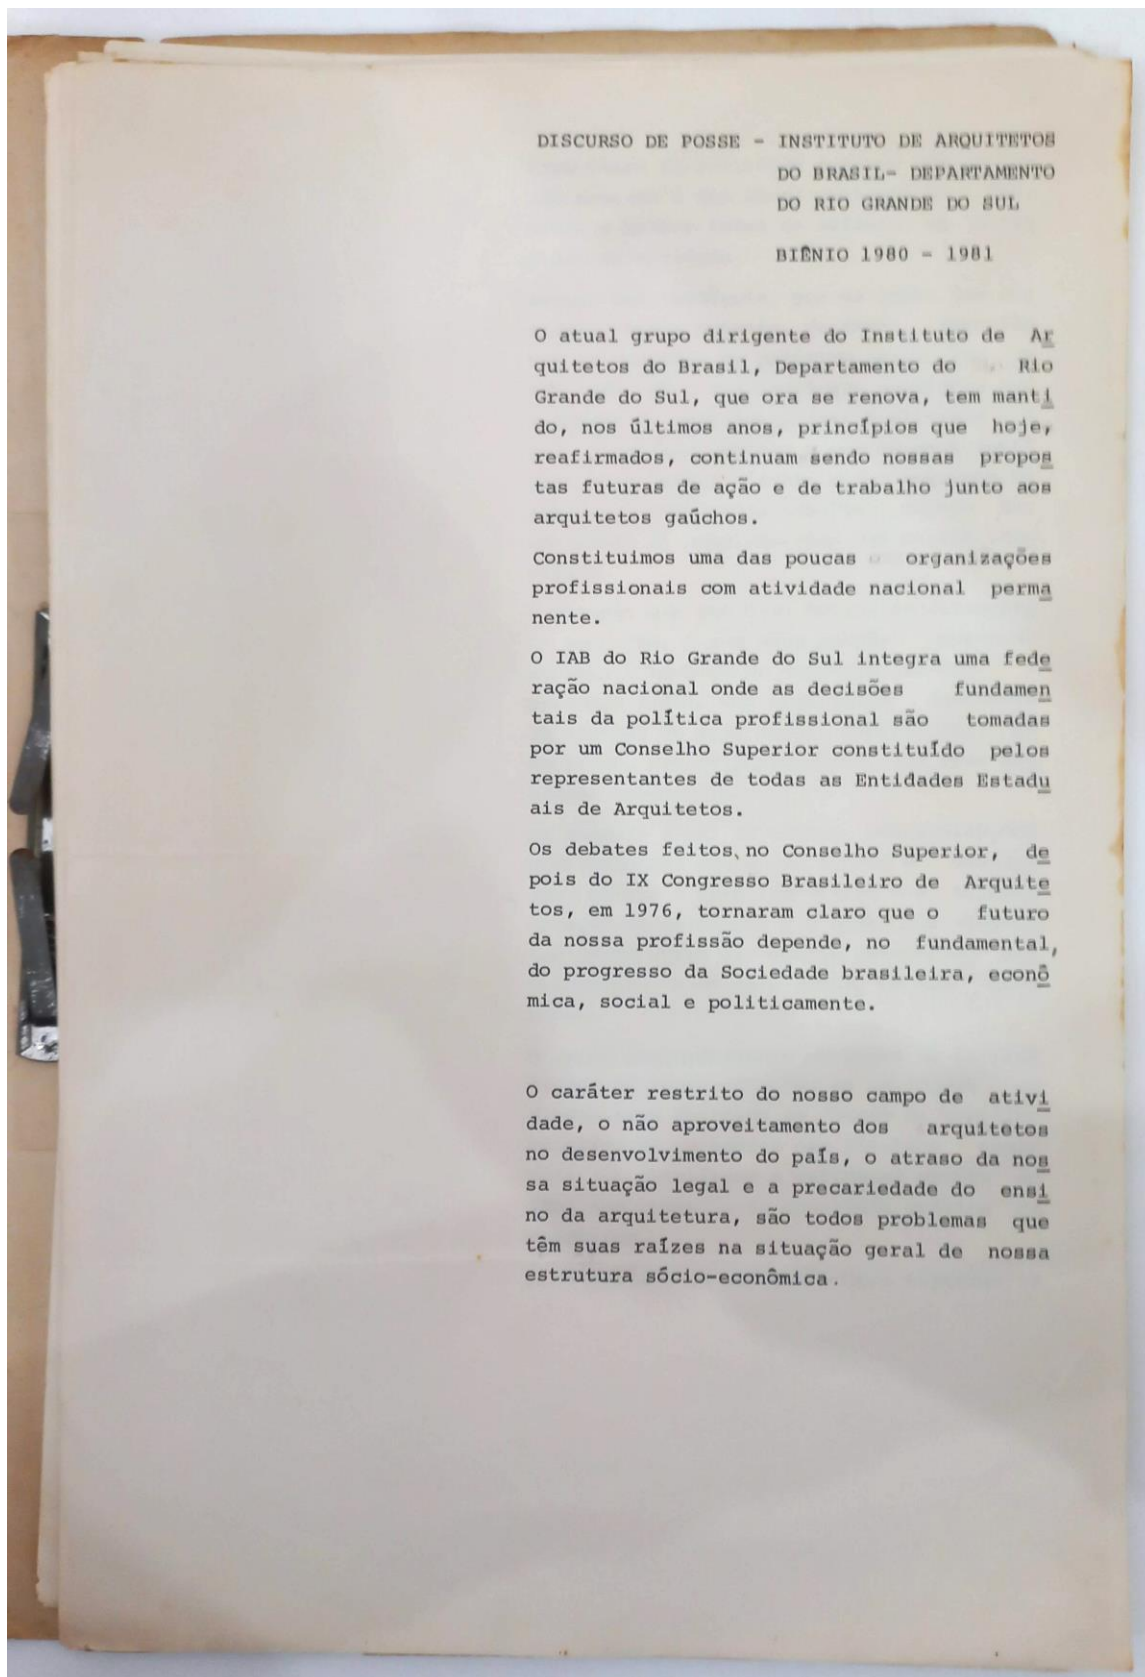 DISCURSO DE POSSE - INSTITUTO DE ARQUITETOS
DO BRASIL- DEPARTAMENTO
DO RIO GRANDE DO SUL
BIÊNIO 1980 - 1981
O atual grupo dirigente do Instituto de Ar
quitetos do Brasil, Departamento do Rio
Grande do Sul, que ora se renova, tem manti
do, nos últimos anos, princípios que hoje,
reafirmados, continuam sendo nossas propos
tas futuras de ação e de trabalho junto aos
arquitetos gaúchos.
Constituimos uma das poucas organizações
profissionais com atividade nacional perma
nente.
O IAB do Rio Grande do Sul integra uma fede
ração nacional onde as decisões fundamen
tais da política profissional são tomadas
por um Conselho Superior constituído pelos
representantes de todas as Entidades Estadu
ais de Arquitetos.
Os debates feitos, no Conselho Superior, de
pois do IX Congresso Brasileiro de Arquite
tos, em 1976, tornaram claro que o futuro
da nossa profissão depende, no fundamental,
do progresso da Sociedade brasileira, econô
mica, social e politicamente.
O caráter restrito do nosso campo de ativi
dade, o não aproveitamento dos arquitetos
no desenvolvimento do país, o atraso da nos
sa situação legal e a precariedade do ensi
no da arquitetura, são todos problemas que
têm suas raízes na situação geral de nossa
estrutura sócio-econômica.